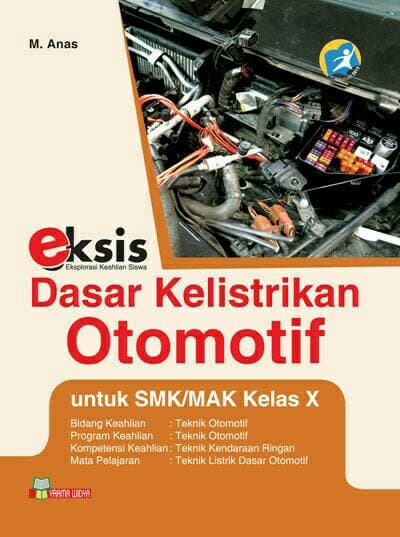 M. Anas
eksis
Eksplorasi Keahlian Siswa
Dasar Kelistrikan
Otomotif
untuk SMK/MAK Kelas X
Bidang Keahlian : Teknik Otomotif
Program Keahlian : Teknik Otomotif
Kompetensi Keahlian : Teknik Kendaraan Ringan
Mata Pelajaran : Teknik Listrik Dasar Otomotif
YRAMA WIDYA